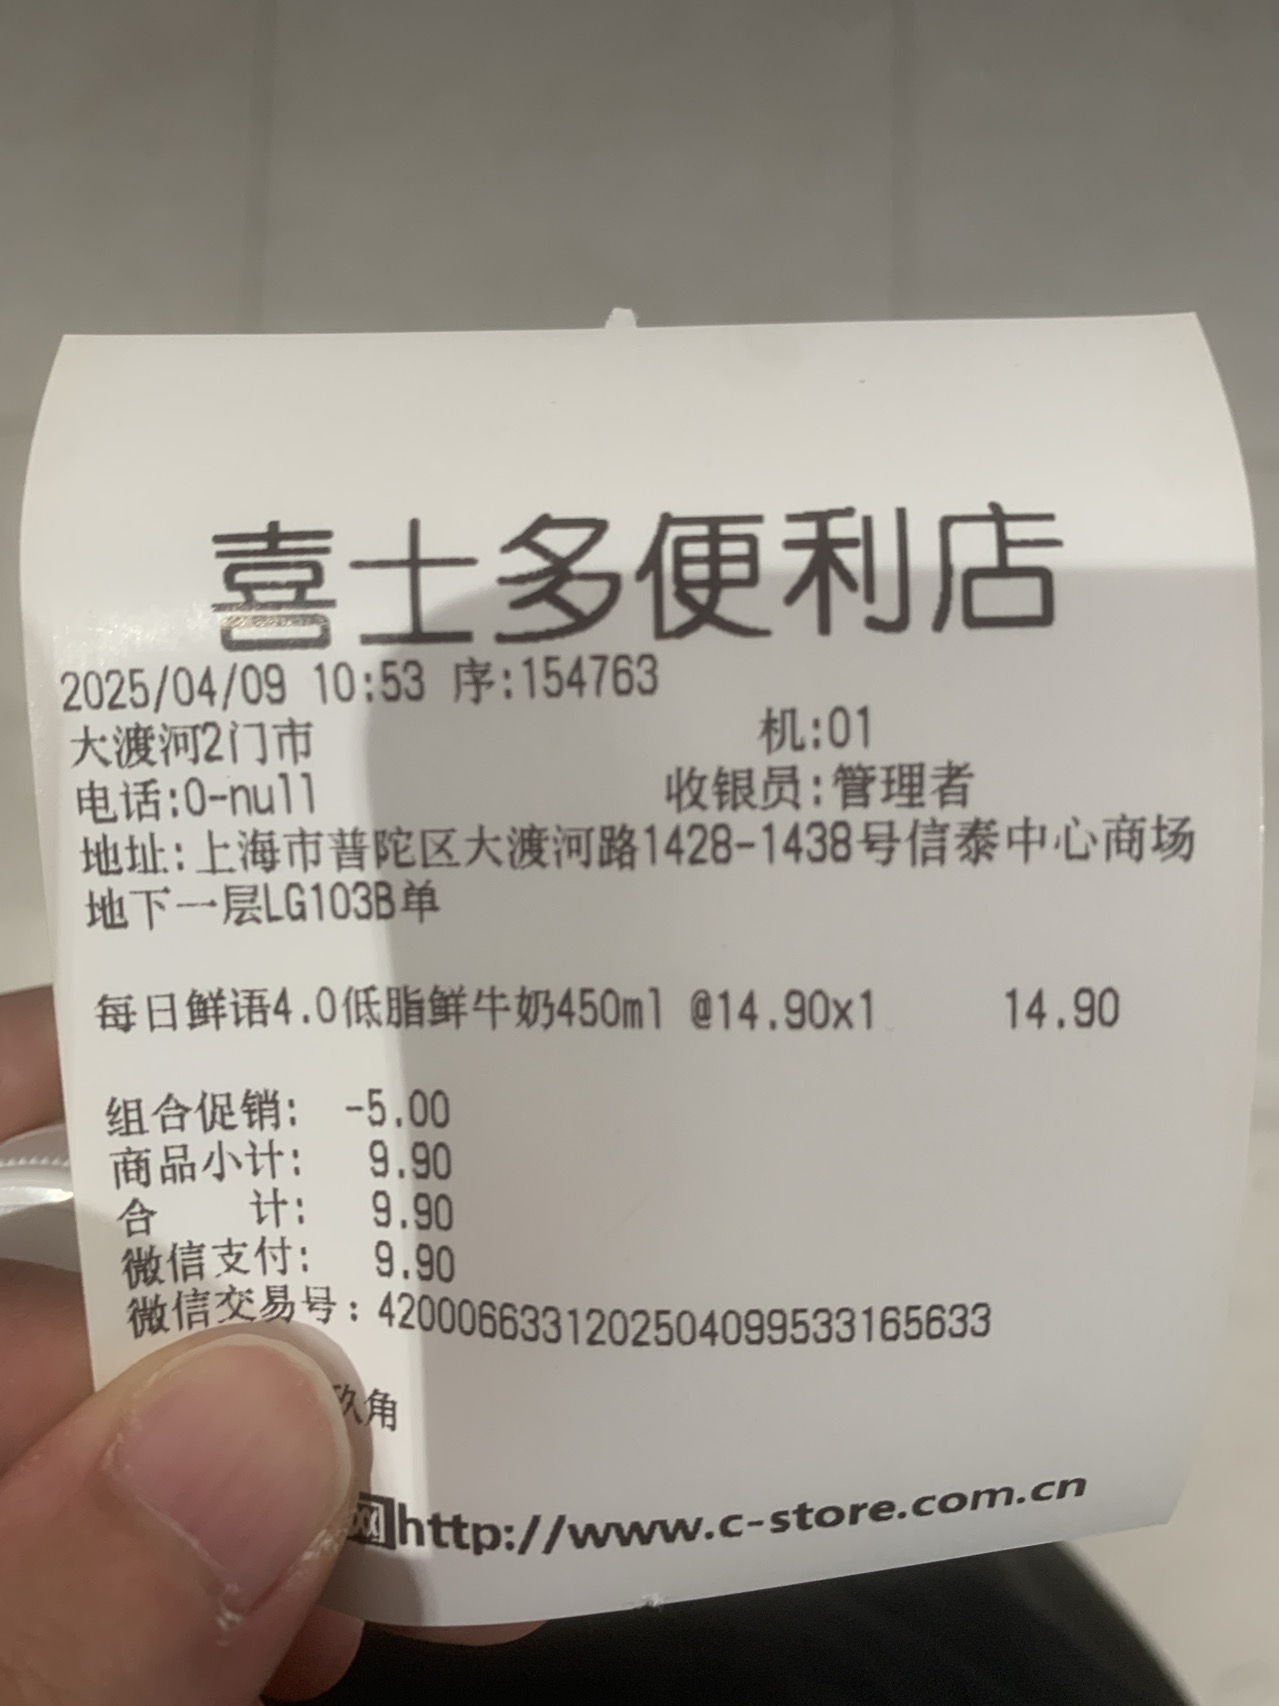 喜士多便利店
2025/04/09 10:53 序:154763
大渡河2门市 机:01
电话:0-null 收银员:管理者
地址:上海市普陀区大渡河路1428-1438号信泰中心商场
地下一层LG103B单
每日鲜语4.0低脂鲜牛奶450ml @14.90x1 14.90
组合促销: -5.00
商品小计: 9.90
合 计: 9.90
微信支付: 9.90
微信交易号:4200066331202504099533165633
玖角
http://www.c-store.com.cn